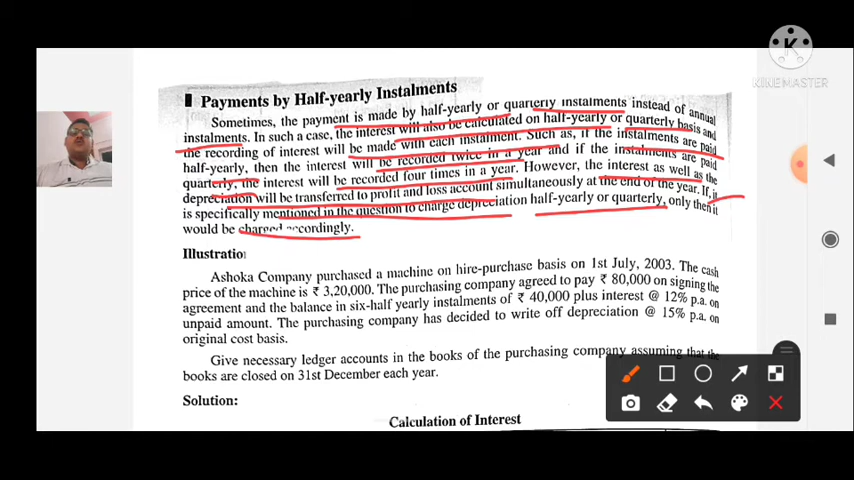 KINEMASTER
Payments by Half-yearly Instalments
Sometimes, the payment is made by half-yearly or quarterly instalments instead of annual
instalments. In such a case, the interest will also be calculated on half-yearly or quarterly basis and
the recording of interest will be made with each instalment. Such as, if the instalments are paid
half-yearly, then the interest will be recorded twice in a year and if the instalments are paid
quarterly, the interest will be recorded four times in a year. However, the interest as well as the
depreciation will be transferred to profit and loss account simultaneously at the end of the year. If, it
is specifically mentioned in the question to charge depreciation half-yearly or quarterly, only then it
would be charged accordingly.
Illustration
Ashoka Company purchased a machine on hire-purchase basis on 1st July, 2003. The cash
price of the machine is ₹ 3,20,000. The purchasing company agreed to pay ₹ 80,000 on signing the
agreement and the balance in six-half yearly instalments of ₹ 40,000 plus interest @ 12% p.a. on
unpaid amount. The purchasing company has decided to write off depreciation @ 15% p.a. on
original cost basis.
Give necessary ledger accounts in the books of the purchasing company assuming that the
books are closed on 31st December each year.
Solution:
Calculation of Interest